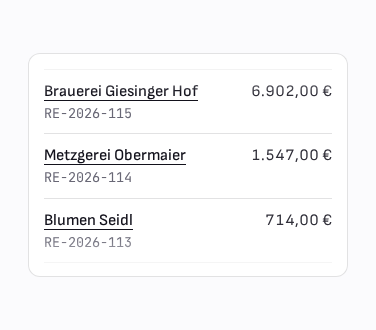 Brauerei Giesinger Hof 6.902,00 €
RE-2026-115
Metzgerei Obermaier 1.547,00 €
RE-2026-114
Blumen Seidl 714,00 €
RE-2026-113